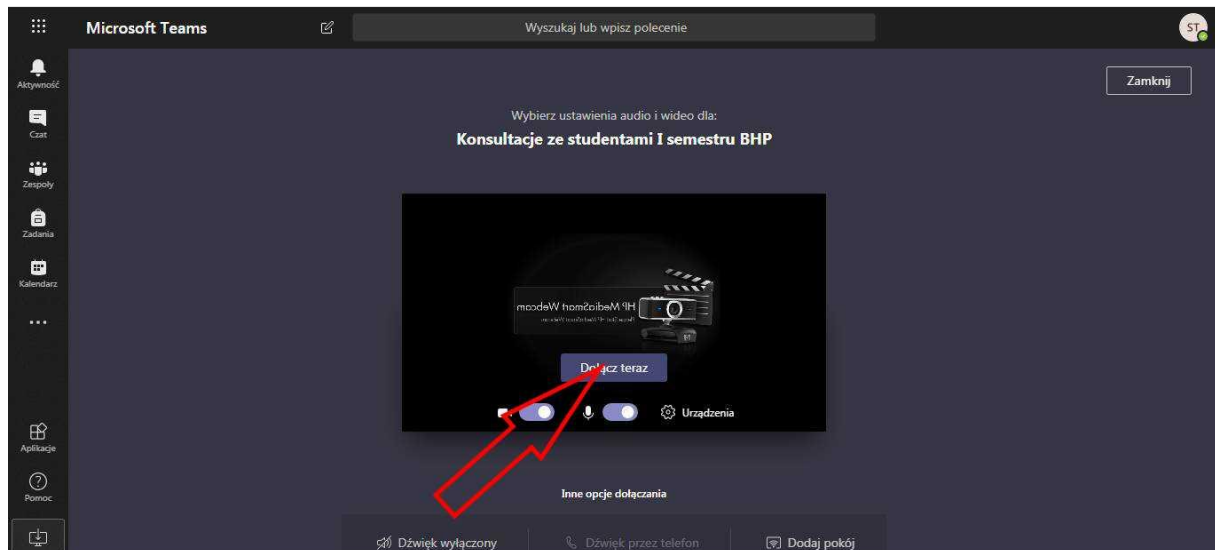 Microsoft Teams
Wyszukaj lub wpisz polecenie
ST
Aktywność
Czat
Zespoły
Zadania
Kalendarz
Aplikacje
Pomoc
Zamknij
Wybierz ustawienia audio i wideo dla:
Konsultacje ze studentami I semestru BHP
HP MediaSmart Webcam
Dołącz teraz
Urządzenia
Inne opcje dołączania
Dźwięk wyłączony
Dźwięk przez telefon
Dodaj pokój